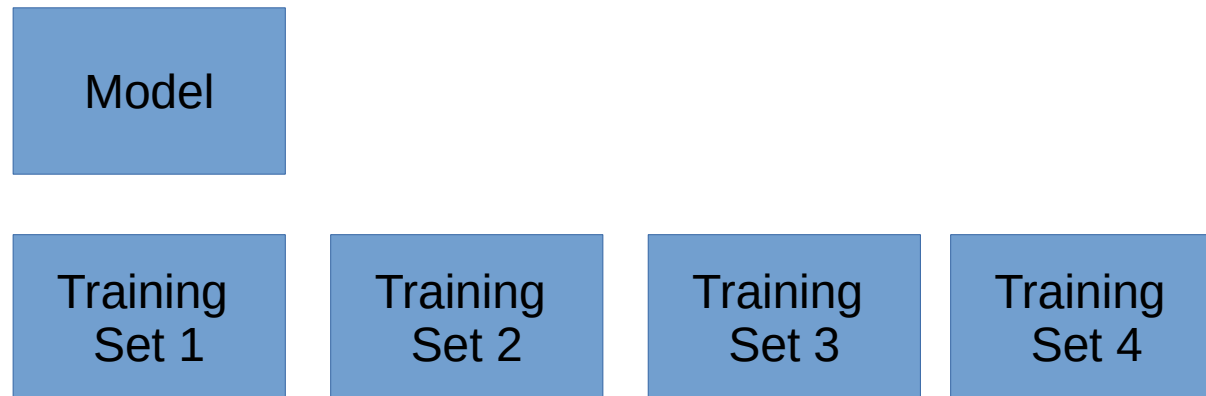 Model
Training
Set 1
Training
Set 2
Training
Set 3
Training
Set 4